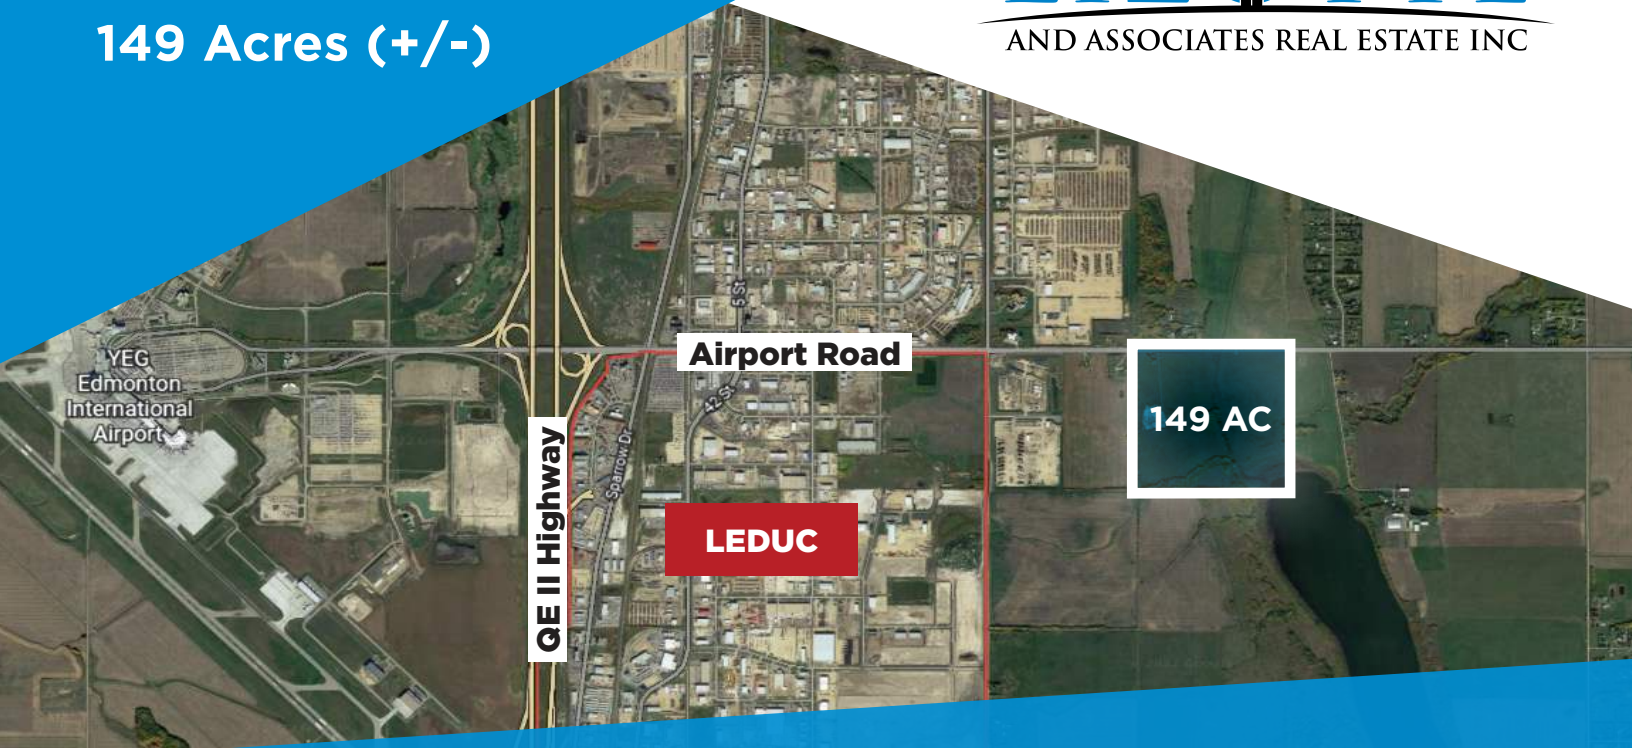 149 Acres (+/-)
AND ASSOCIATES REAL ESTATE INC
5 St
YEG
Edmonton
International
Airport
Airport Road
42 St
149 AC
Sparrow Dr
QE II Highway
LEDUC